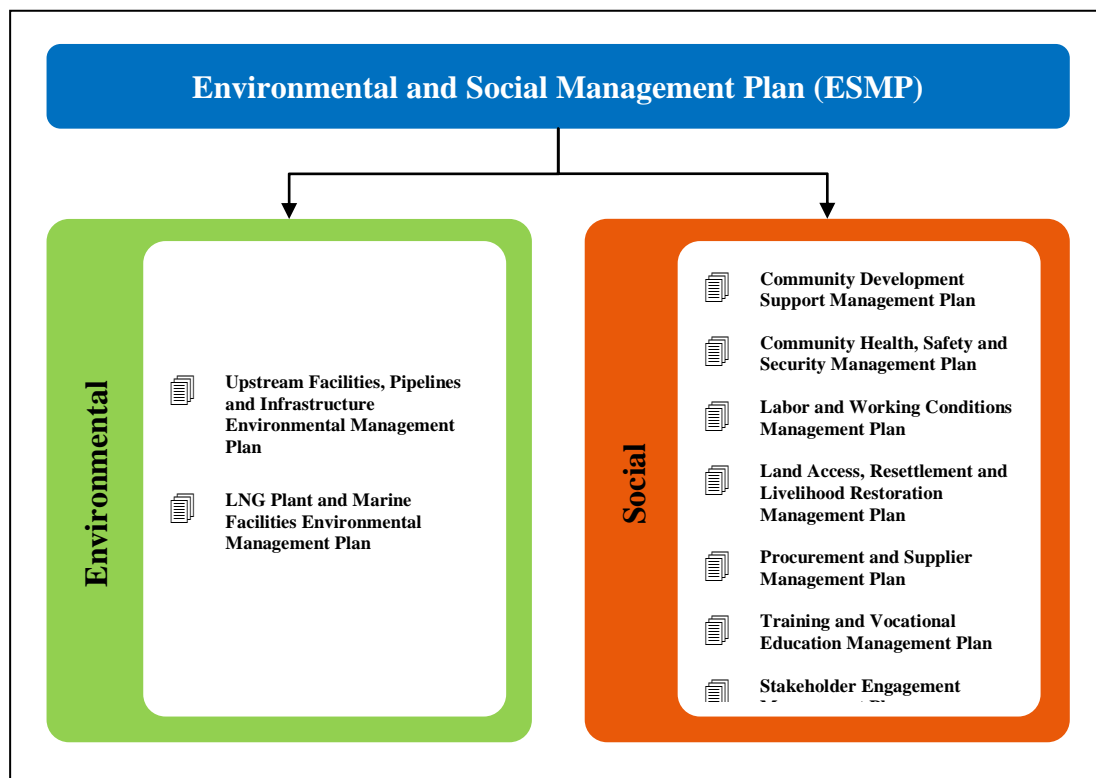 Environmental and Social Management Plan (ESMP)
Environmental
Upstream Facilities, Pipelines
and Infrastructure
Environmental Management
Plan
LNG Plant and Marine
Facilities Environmental
Management Plan
Social
Community Development
Support Management Plan
Community Health, Safety and
Security Management Plan
Labor and Working Conditions
Management Plan
Land Access, Resettlement and
Livelihood Restoration
Management Plan
Procurement and Supplier
Management Plan
Training and Vocational
Education Management Plan
Stakeholder Engagement